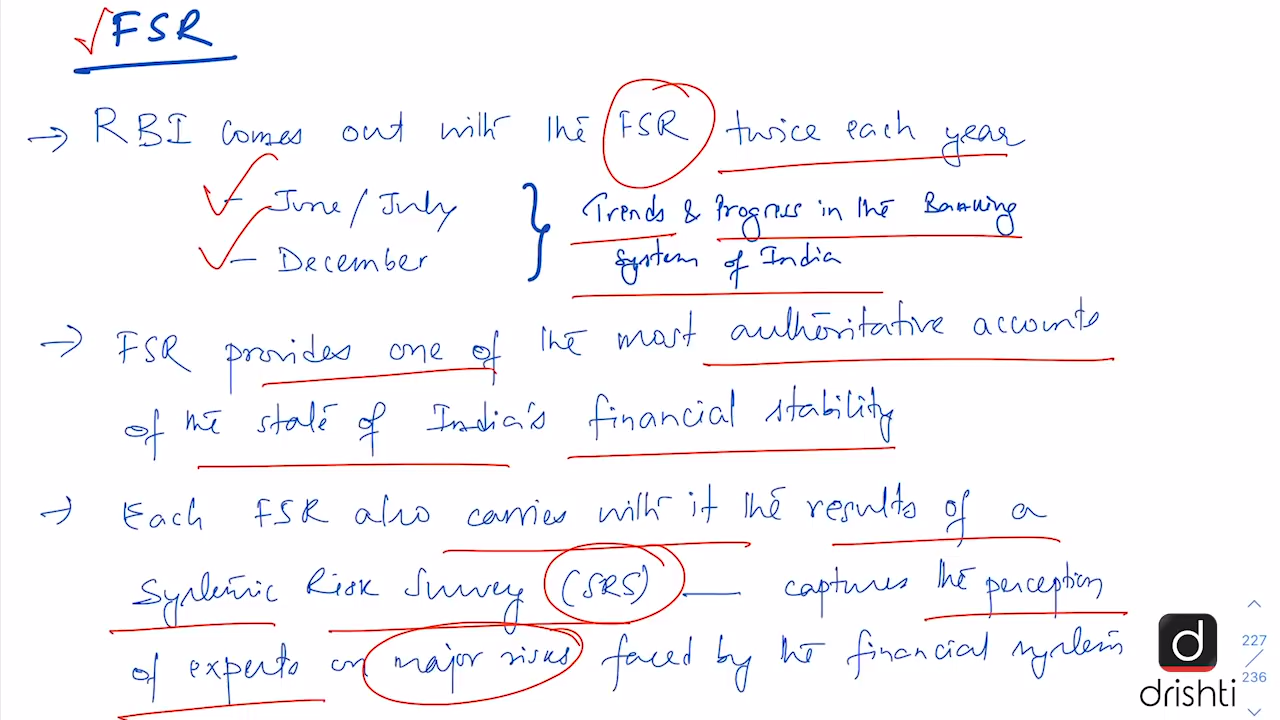 FSR
→ RBI comes out with the FSR twice each year
- June/July
- December
} Trends & Progress in the Banking
System of India
→ FSR provides one of the most authoritative accounts
of the state of India's financial stability
→ Each FSR also carries with it the results of a
Systemic Risk Survey (SRS) — captures the perception
of experts on major risks faced by the financial system
d
drishti
227
/
236